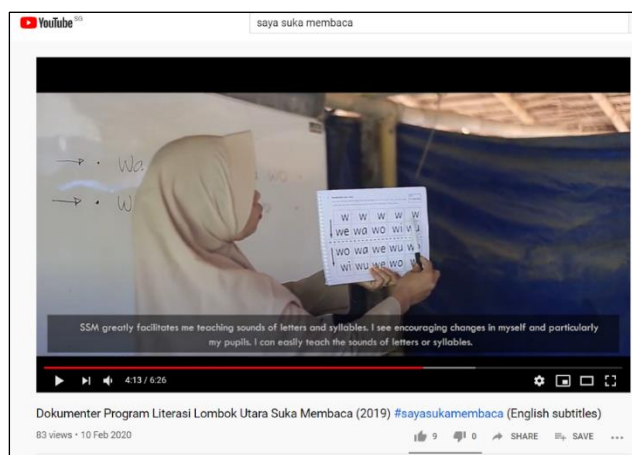 YouTube SG
saya suka membaca
Wa
W
w w w w w
we wa wo wi wu
wo wa we wu w
wi wu we wo w
SSM greatly facilitates me teaching sounds of letters and syllables. I see encouraging changes in myself and particularly
my pupils. I can easily teach the sounds of letters or syllables.
4:13 / 6:26
Dokumenter Program Literasi Lombok Utara Suka Membaca (2019) #sayasukamembaca (English subtitles)
83 views • 10 Feb 2020
9 0 SHARE SAVE